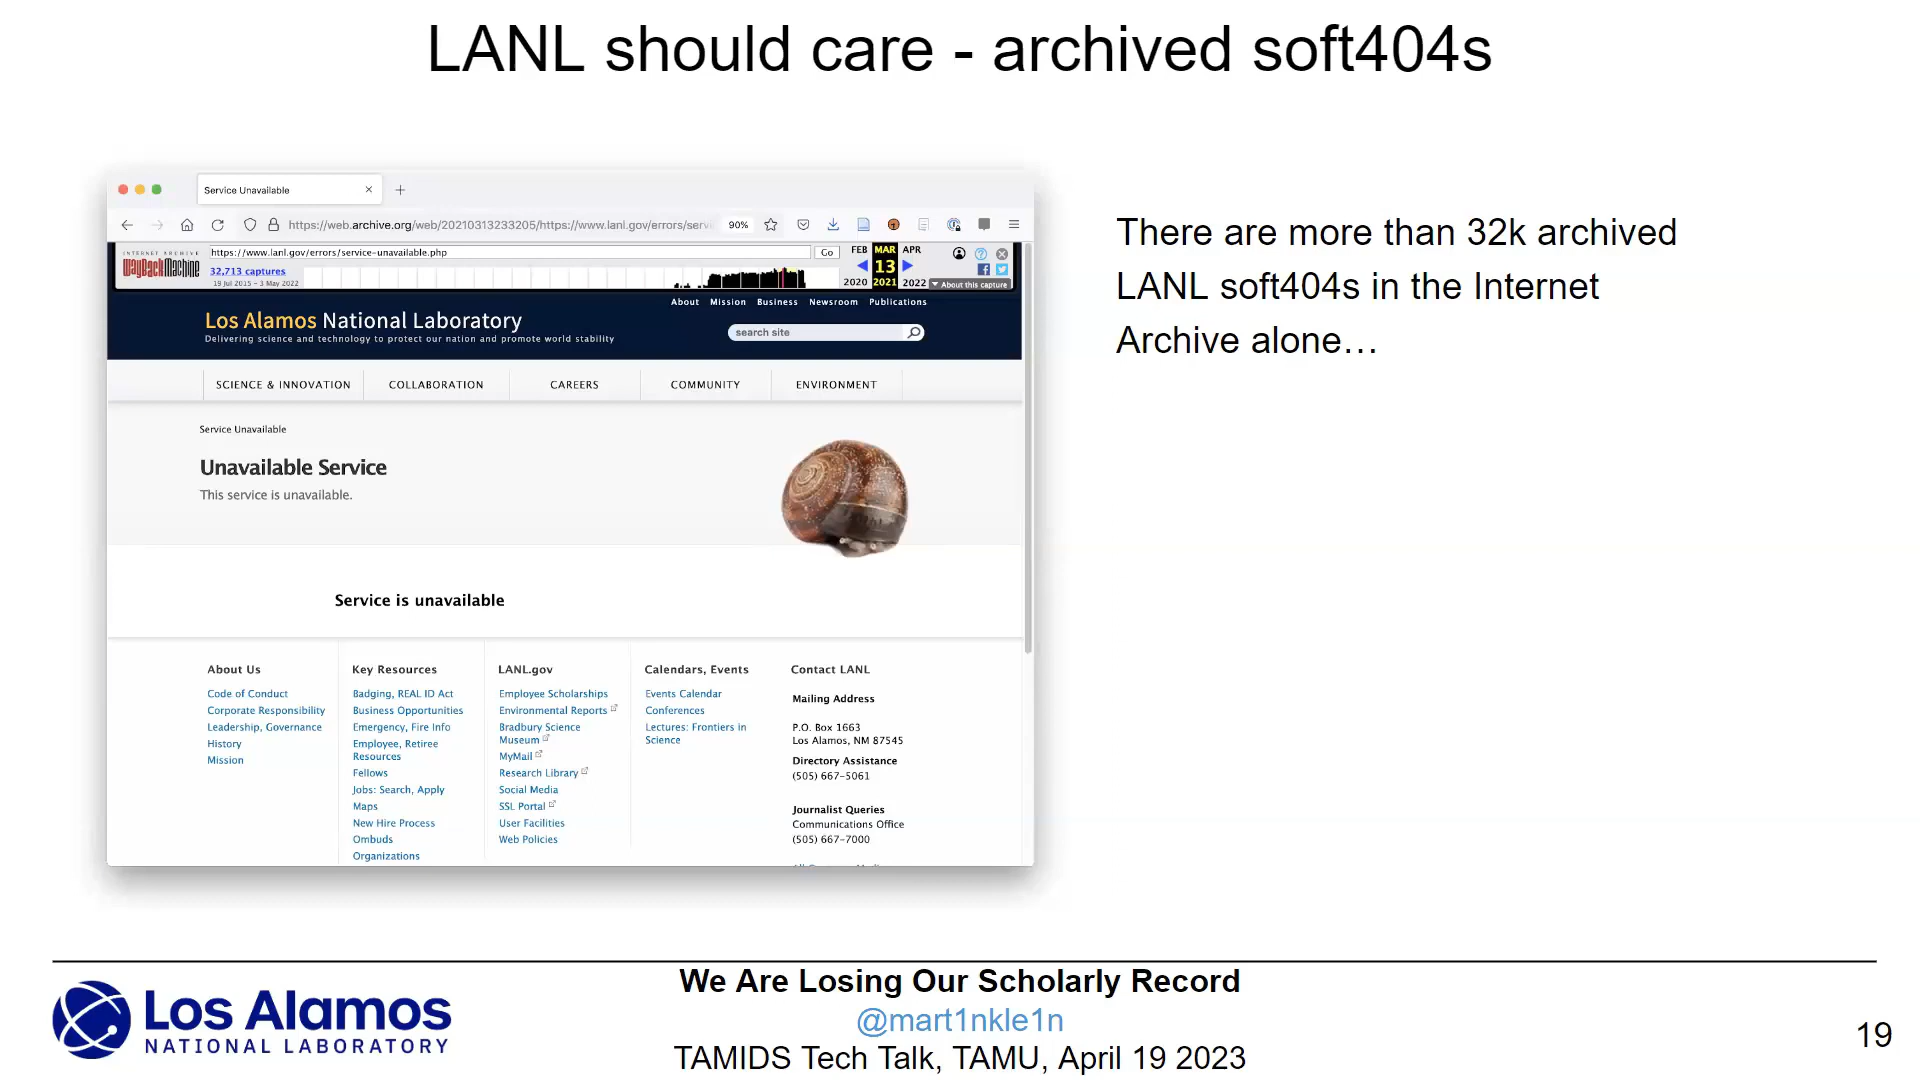 LANL should care - archived soft404s
Service Unavailable
https://web.archive.org/web/20210313233205/https://www.lanl.gov/errors/serv
90%
INTERNET ARCHIVE
WayBackMachine
https://www.lanl.gov/errors/service-unavailable.php
Go
32,713 captures
19 Jul 2015 - 3 May 2022
FEB MAR APR
13
2020 2021 2022
About this capture
About Mission Business Newsroom Publications
Los Alamos National Laboratory
Delivering science and technology to protect our nation and promote world stability
search site
SCIENCE & INNOVATION COLLABORATION CAREERS COMMUNITY ENVIRONMENT
Service Unavailable
Unavailable Service
This service is unavailable.
Service is unavailable
About Us
Code of Conduct
Corporate Responsibility
Leadership, Governance
History
Mission
Key Resources
Badging, REAL ID Act
Business Opportunities
Emergency, Fire Info
Employee, Retiree
Resources
Fellows
Jobs: Search, Apply
Maps
New Hire Process
Ombuds
Organizations
LANL.gov
Employee Scholarships
Environmental Reports
Bradbury Science
Museum
MyMail
Research Library
Social Media
SSL Portal
User Facilities
Web Policies
Calendars, Events
Events Calendar
Conferences
Lectures: Frontiers in
Science
Contact LANL
Mailing Address
P.O. Box 1663
Los Alamos, NM 87545
Directory Assistance
(505) 667-5061
Journalist Queries
Communications Office
(505) 667-7000
There are more than 32k archived
LANL soft404s in the Internet
Archive alone…
Los Alamos
NATIONAL LABORATORY
We Are Losing Our Scholarly Record
@mart1nkle1n
TAMIDS Tech Talk, TAMU, April 19 2023
19